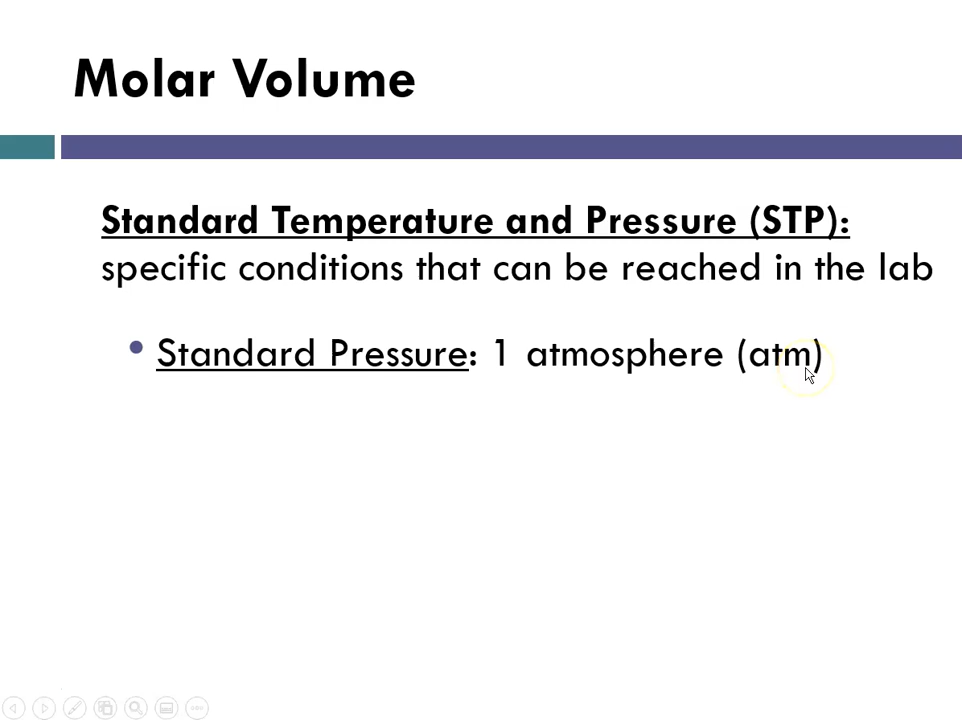 Molar Volume
Standard Temperature and Pressure (STP):
specific conditions that can be reached in the lab
• Standard Pressure: 1 atmosphere (atm)